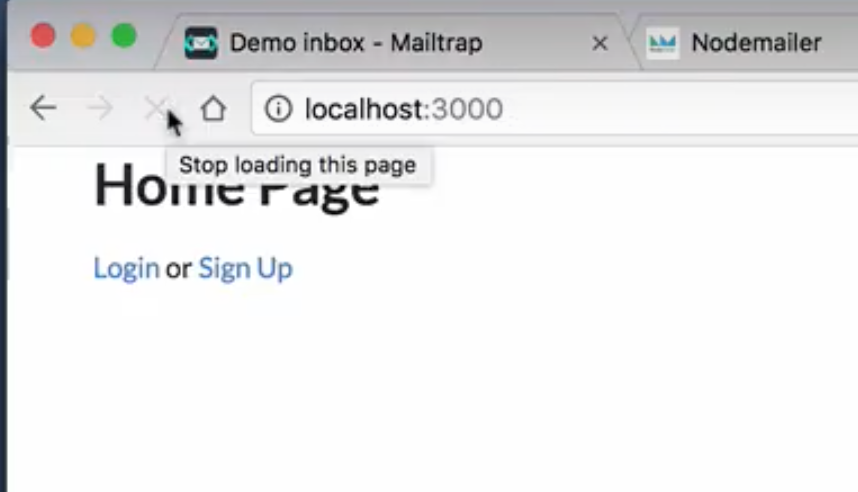 Demo inbox - Mailtrap
Nodemailer
localhost:3000
Stop loading this page
Home Page
Login or Sign Up